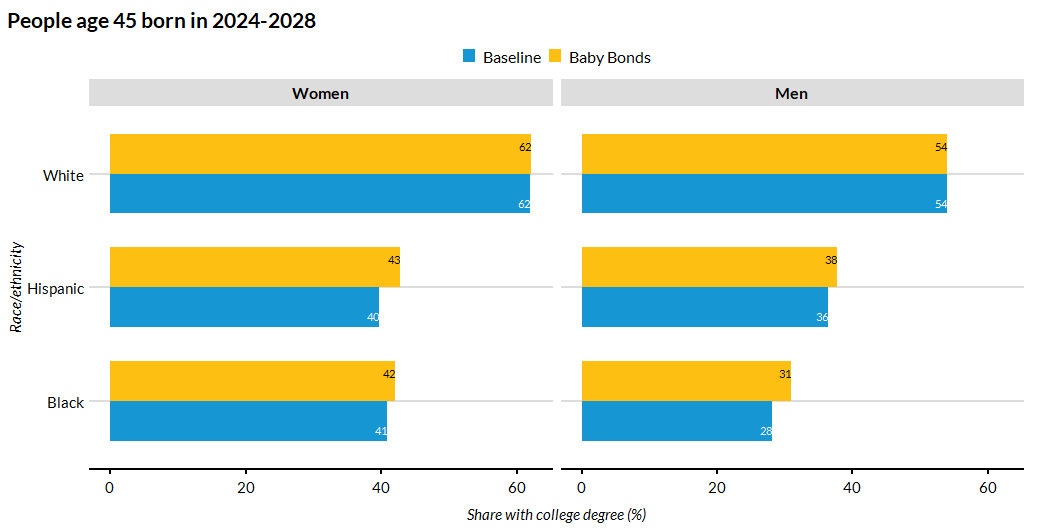 People age 45 born in 2024-2028
Baseline Baby Bonds
Women Men
White
62 54
62 54
Hispanic
43 38
40 36
Black
42 31
41 28
Race/ethnicity
0 20 40 60 0 20 40 60
Share with college degree (%)